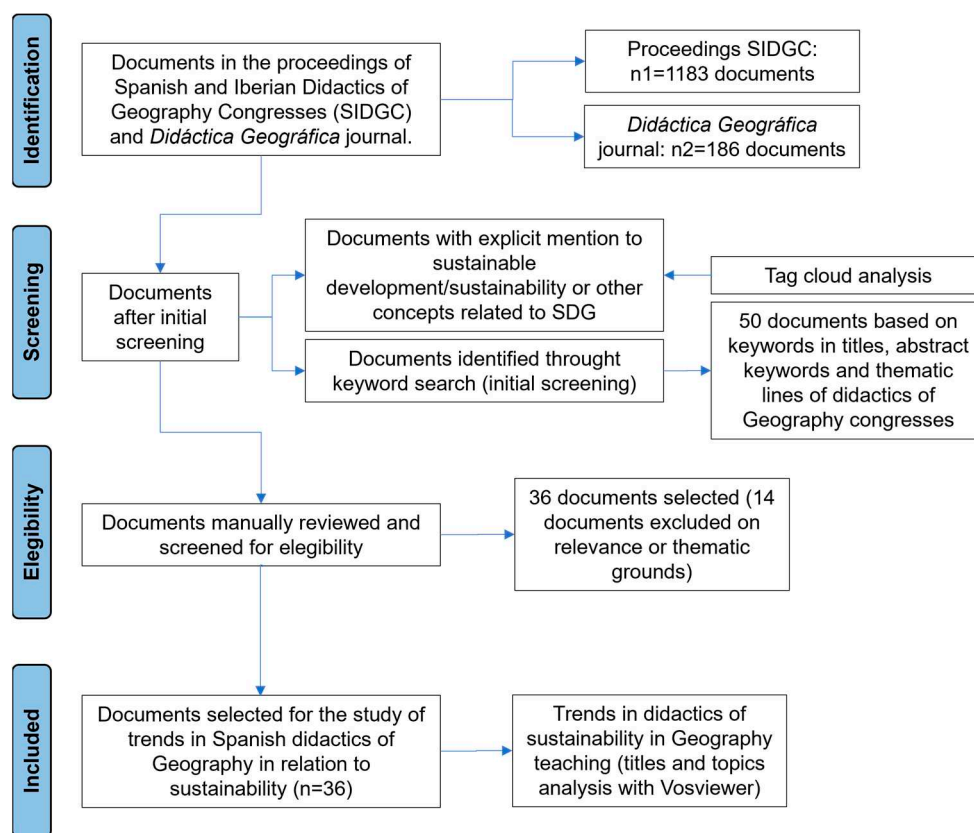 Identification
Documents in the proceedings of
Spanish and Iberian Didactics of
Geography Congresses (SIDGC)
and Didáctica Geográfica journal.
Proceedings SIDGC:
n1=1183 documents
Didáctica Geográfica
journal: n2=186 documents
Screening
Documents
after initial
screening
Documents with explicit mention to
sustainable
development/sustainability or other
concepts related to SDG
Tag cloud analysis
Documents identified throught
keyword search (initial screening)
50 documents based on
keywords in titles, abstract
keywords and thematic
lines of didactics of
Geography congresses
Elegibility
Documents manually reviewed and
screened for elegibility
36 documents selected (14
documents excluded on
relevance or thematic
grounds)
Included
Documents selected for the study of
trends in Spanish didactics of
Geography in relation to
sustainability (n=36)
Trends in didactics of
sustainability in Geography
teaching (titles and topics
analysis with Vosviewer)